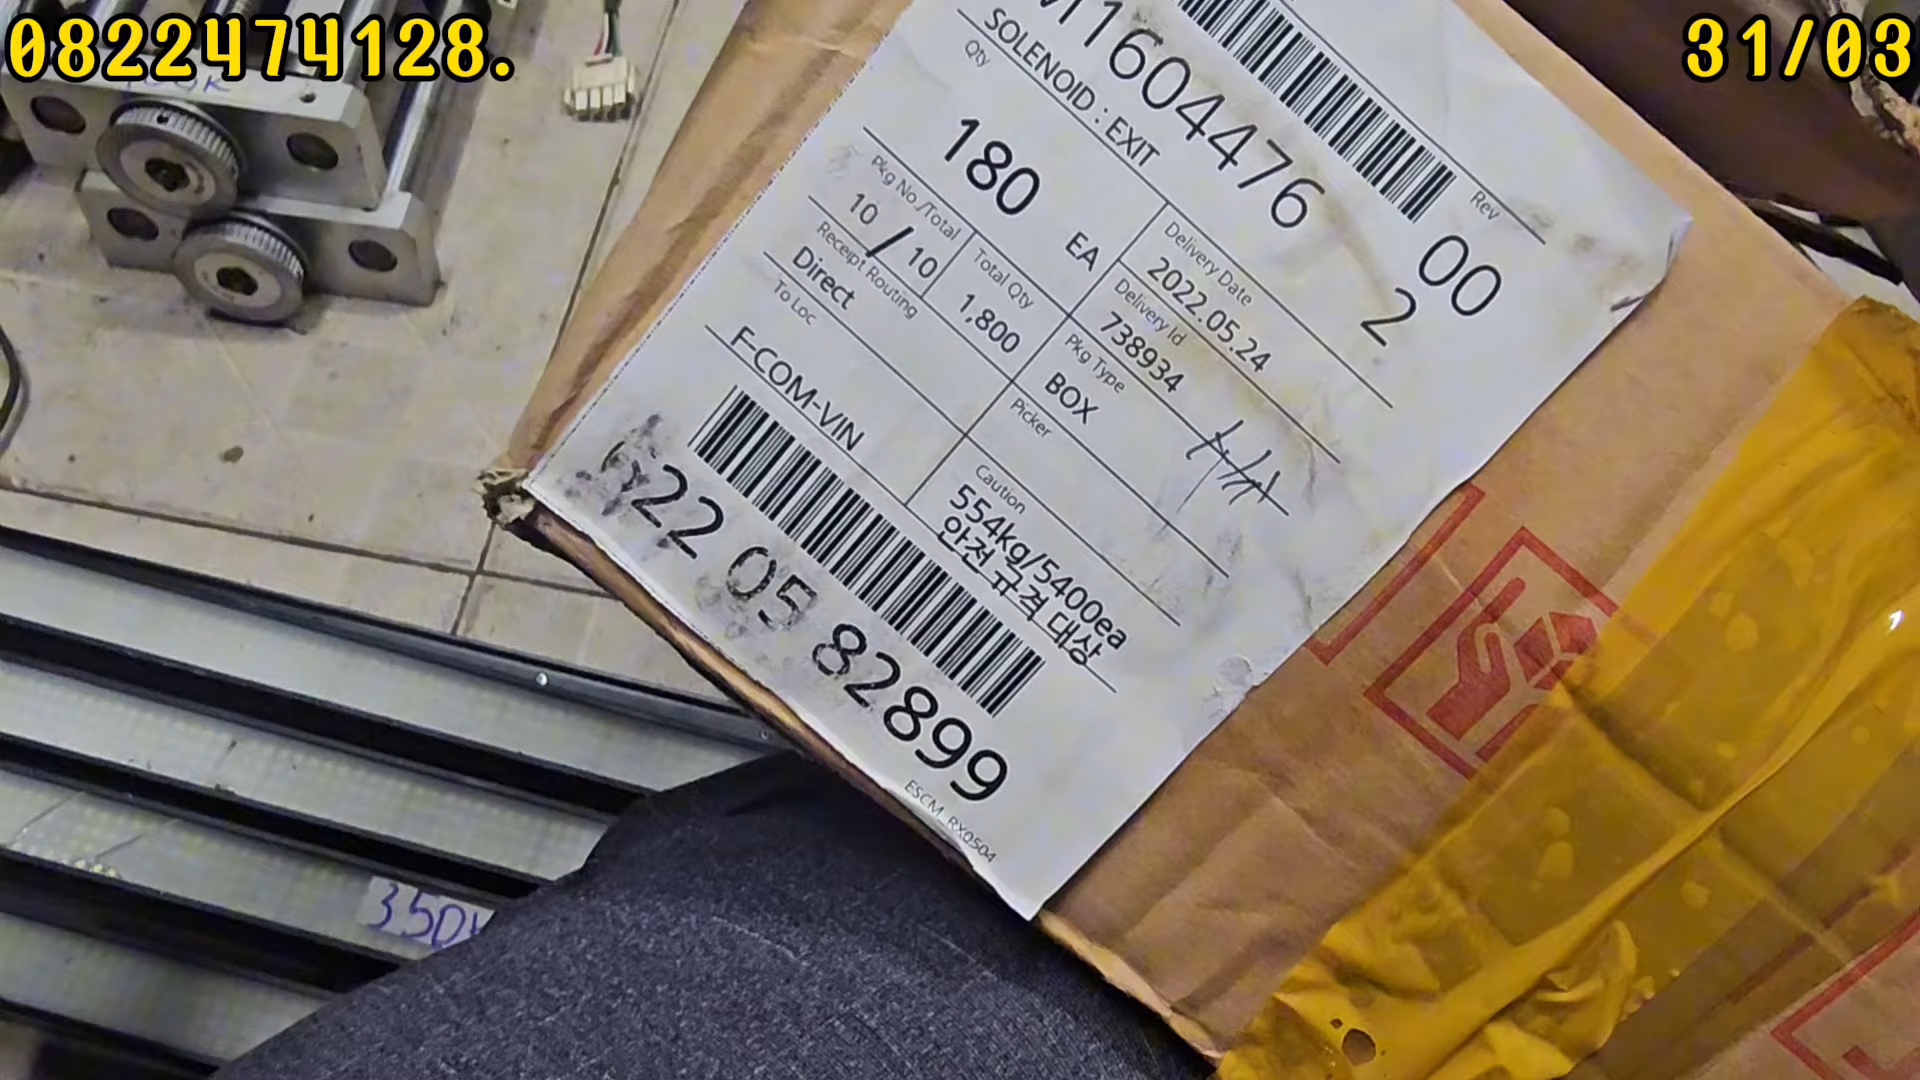 0822474128.
31/03
M1604476
Rev
00
2
SOLENOID : EXIT
Qty
180
EA
Delivery Date
2022.05.24
Pkg No./Total
10 / 10
Total Qty
1,800
Delivery Id
738934
Receipt Routing
Direct
Pkg Type
BOX
To Loc
F-COM-VIN
Picker
Caution
554kg/5400ea
안전 규격 대상
22 05 82899
ESCM_RX0504
350K